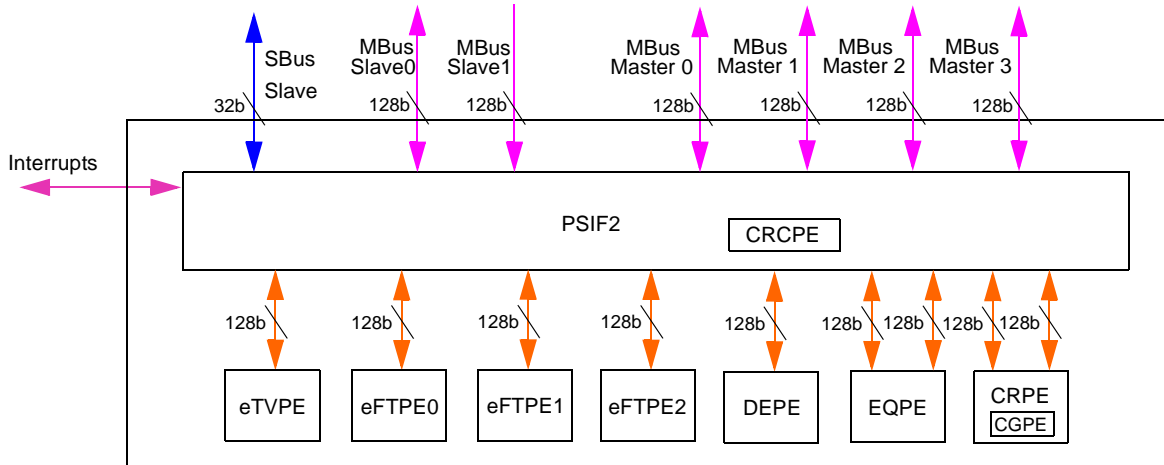 SBus
Slave
32b
MBus
Slave0
128b
MBus
Slave1
128b
MBus
Master 0
128b
MBus
Master 1
128b
MBus
Master 2
128b
MBus
Master 3
128b
Interrupts
PSIF2
CRCPE
128b
128b
128b
128b
128b
128b
128b
128b
128b
eTVPE
eFTPE0
eFTPE1
eFTPE2
DEPE
EQPE
CRPE
CGPE